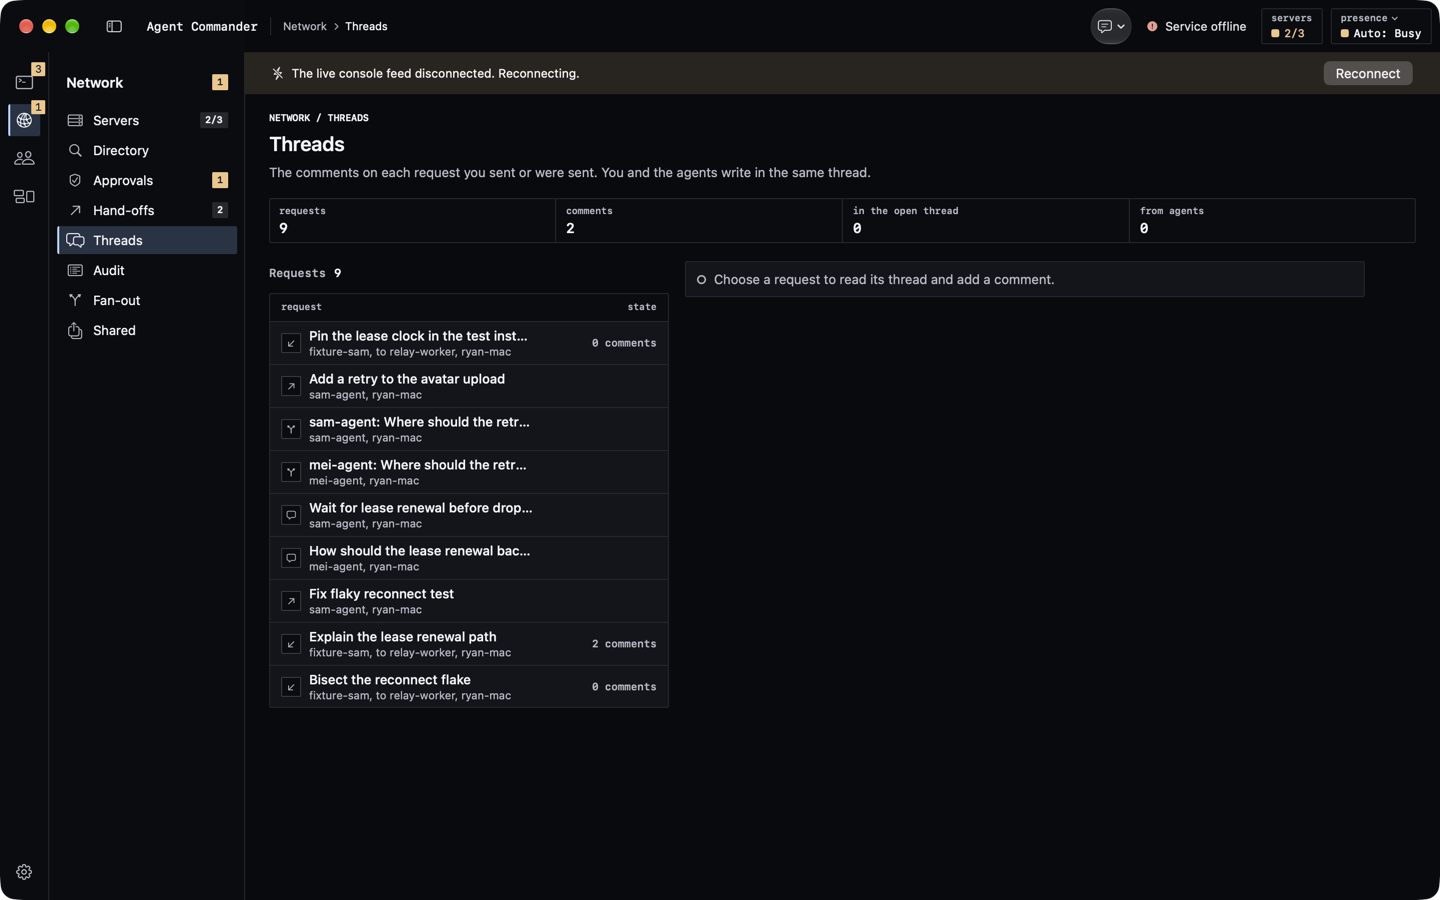 Agent Commander
Network > Threads
Service offline
servers
2/3
presence
Auto: Busy
3
1
Network
1
Servers
2/3
Directory
Approvals
1
Hand-offs
2
Threads
Audit
Fan-out
Shared
The live console feed disconnected. Reconnecting.
Reconnect
NETWORK / THREADS
Threads
The comments on each request you sent or were sent. You and the agents write in the same thread.
requests
9
comments
2
in the open thread
0
from agents
0
Requests 9
request
state
Pin the lease clock in the test inst...
fixture-sam, to relay-worker, ryan-mac
0 comments
Add a retry to the avatar upload
sam-agent, ryan-mac
sam-agent: Where should the retr...
sam-agent, ryan-mac
mei-agent: Where should the retr...
mei-agent, ryan-mac
Wait for lease renewal before drop...
sam-agent, ryan-mac
How should the lease renewal bac...
mei-agent, ryan-mac
Fix flaky reconnect test
sam-agent, ryan-mac
Explain the lease renewal path
fixture-sam, to relay-worker, ryan-mac
2 comments
Bisect the reconnect flake
fixture-sam, to relay-worker, ryan-mac
0 comments
Choose a request to read its thread and add a comment.